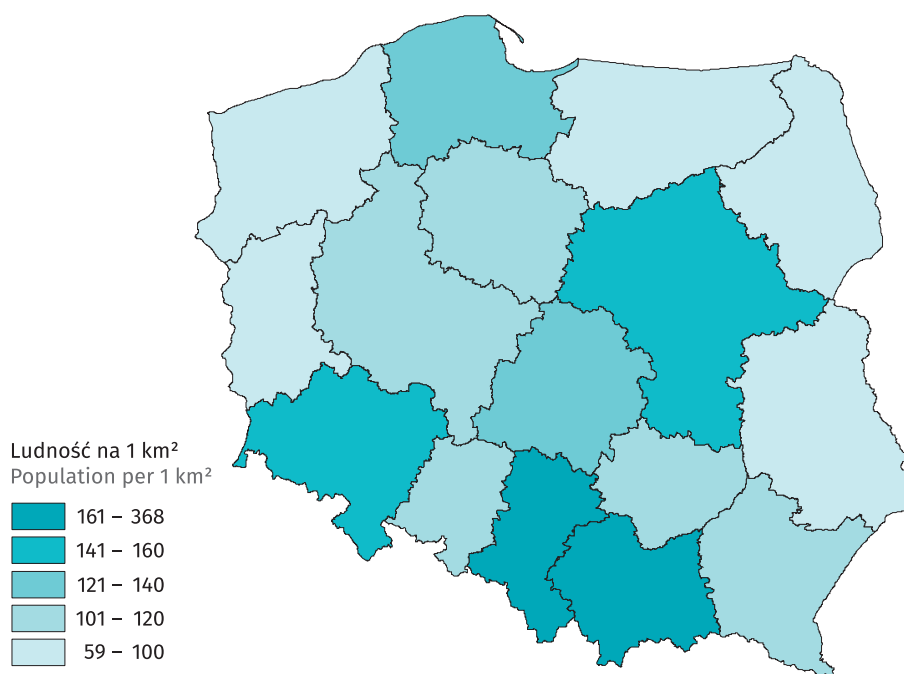 Ludność na 1 km²
Population per 1 km²
161 – 368
141 – 160
121 – 140
101 – 120
59 – 100